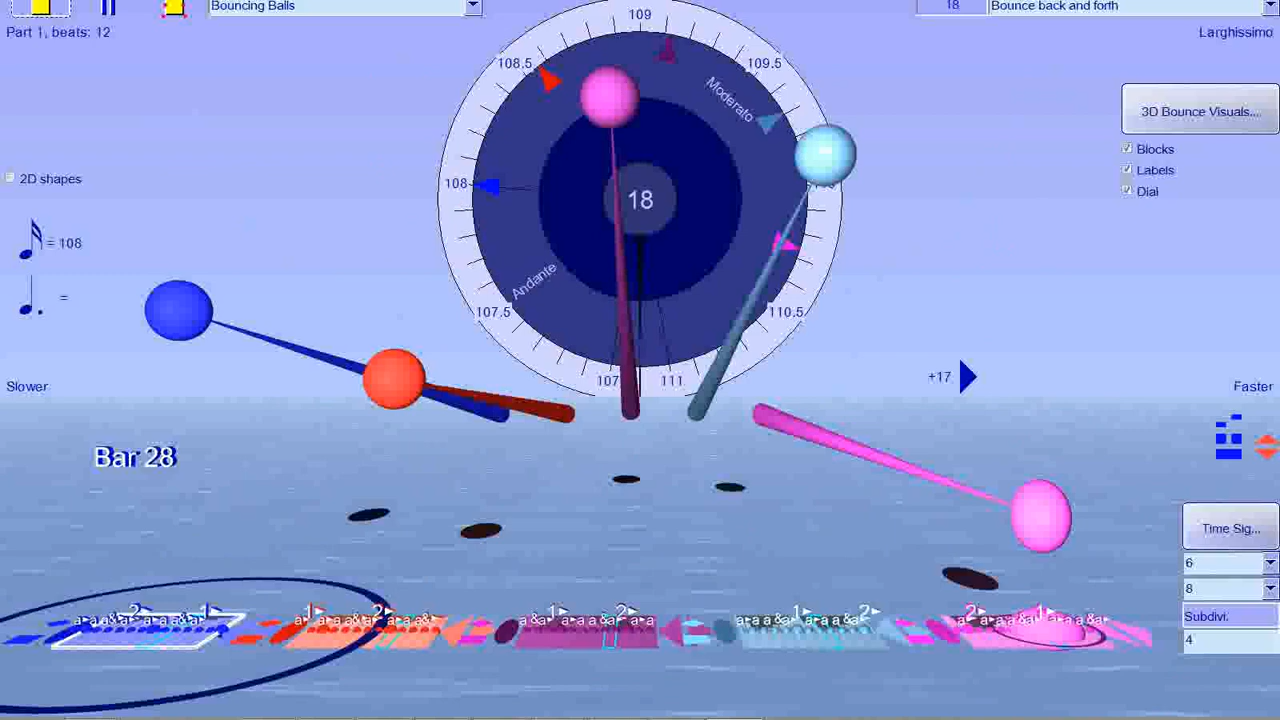 Bouncing Balls
18
Bounce back and forth
Part 1, beats: 12
Larghissimo
109
108.5
109.5
Moderato
3D Bounce Visuals...
Blocks
Labels
Dial
2D shapes
108
18
= 108
Andante
107.5
110.5
=
107
111
+17
Slower
Faster
Bar 28
Time Sig...
6
8
Subdivi.
4